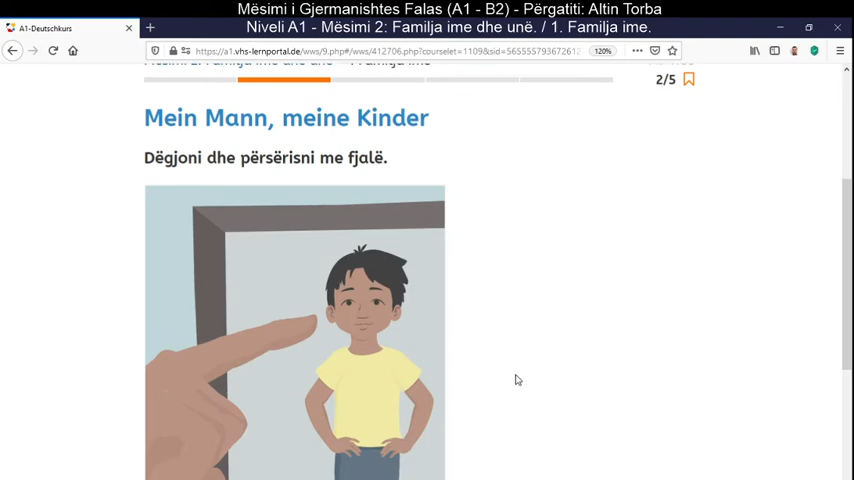 Mësimi i Gjermanishtes Falas (A1 - B2) - Përgatiti: Altin Torba
Niveli A1 - Mësimi 2: Familja ime dhe unë. / 1. Familja ime.
A1-Deutschkurs
https://a1.vhs-lernportal.de/wws/9.php#/wws/412706.php?courselet=1109&sid=565555793672612
120%
2/5
Mein Mann, meine Kinder
Dëgjoni dhe përsërisni me fjalë.